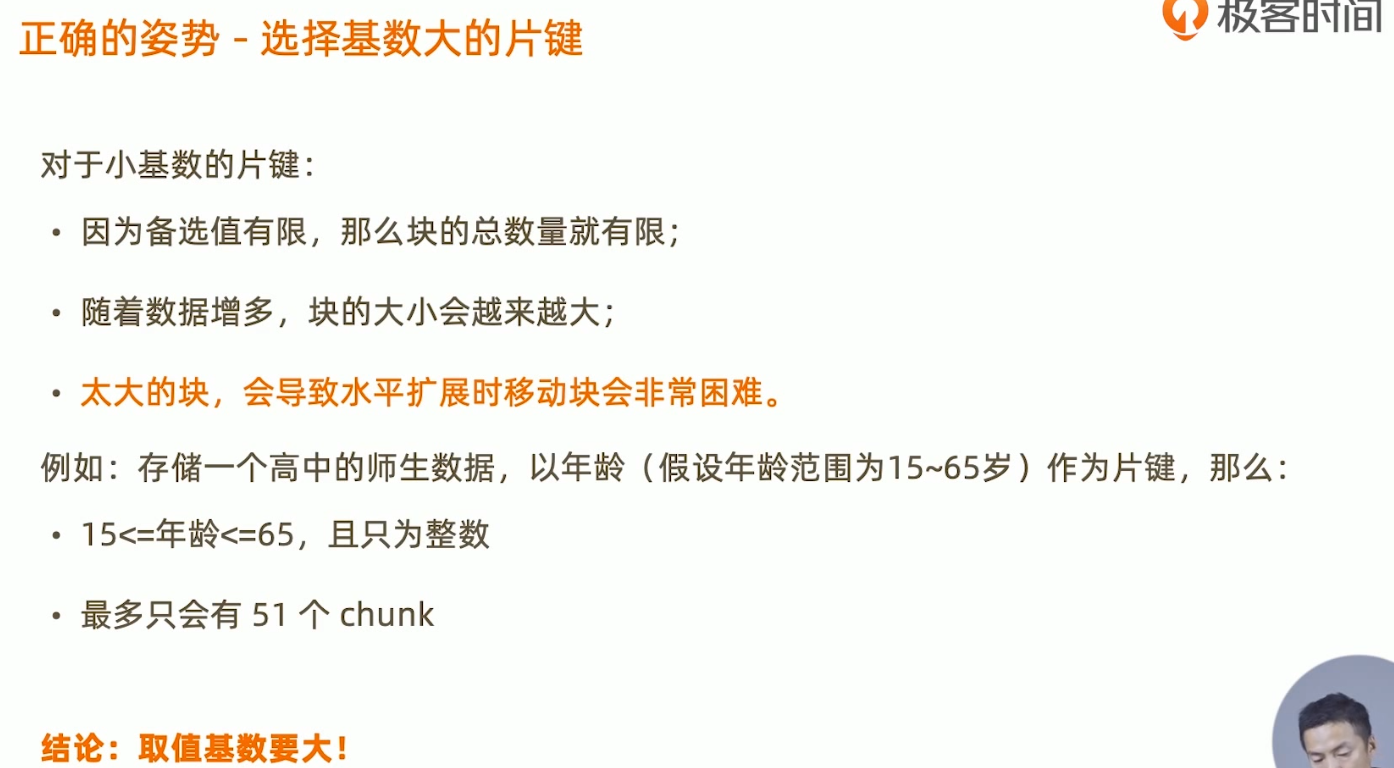 正确的姿势 - 选择基数大的片键
极客时间
对于小基数的片键：
• 因为备选值有限，那么块的总数量就有限；
• 随着数据增多，块的大小会越来越大；
• 太大的块，会导致水平扩展时移动块会非常困难。
例如：存储一个高中的师生数据，以年龄（假设年龄范围为15~65岁）作为片键，那么：
• 15<=年龄<=65，且只为整数
• 最多只会有 51 个 chunk
结论：取值基数要大！